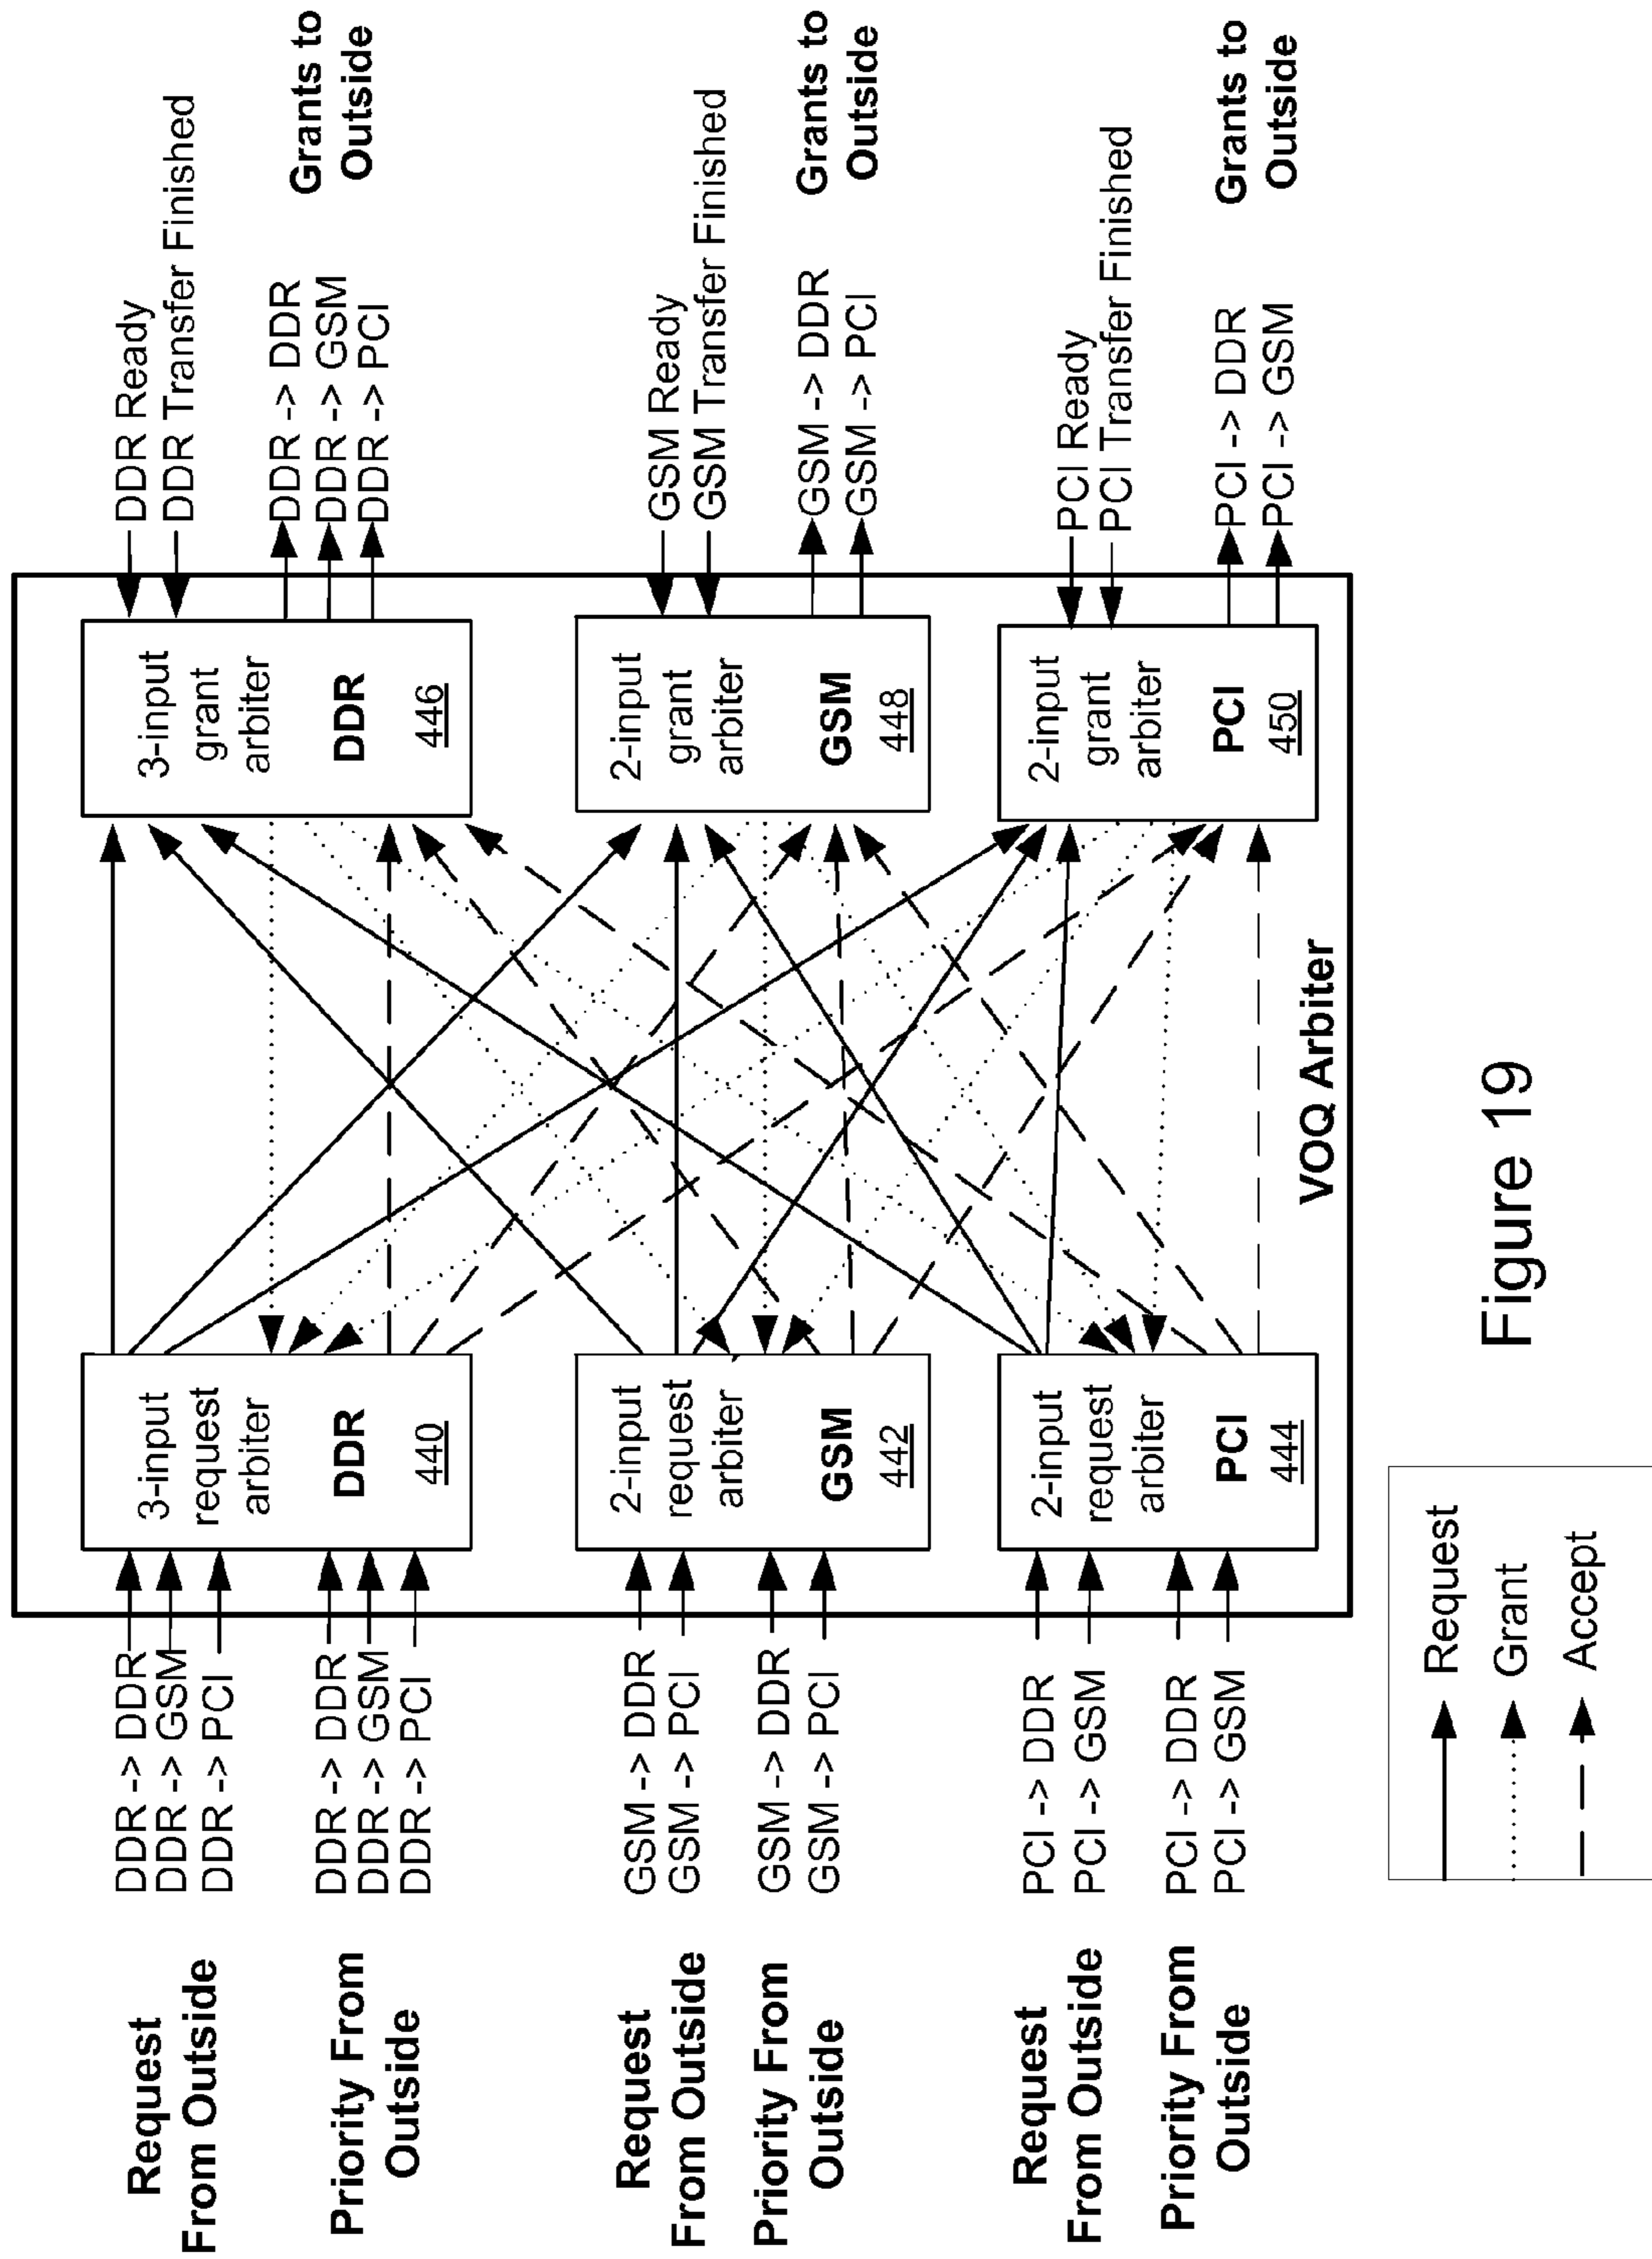 Request
From Outside
DDR -> DDR
DDR -> GSM
DDR -> PCI
Priority From
Outside
DDR -> DDR
DDR -> GSM
DDR -> PCI
3-input
request
arbiter
DDR
440
3-input
grant
arbiter
DDR
446
DDR Ready
DDR Transfer Finished
DDR -> DDR
DDR -> GSM
DDR -> PCI
Grants to
Outside
Request
From Outside
GSM -> DDR
GSM -> PCI
Priority From
Outside
GSM -> DDR
GSM -> PCI
2-input
request
arbiter
GSM
442
2-input
grant
arbiter
GSM
448
GSM Ready
GSM Transfer Finished
GSM -> DDR
GSM -> PCI
Grants to
Outside
Request
From Outside
PCI -> DDR
PCI -> GSM
Priority From
Outside
PCI -> DDR
PCI -> GSM
2-input
request
arbiter
PCI
444
2-input
grant
arbiter
PCI
450
PCI Ready
PCI Transfer Finished
PCI -> DDR
PCI -> GSM
Grants to
Outside
VOQ Arbiter
Request
Grant
Accept
Figure 19